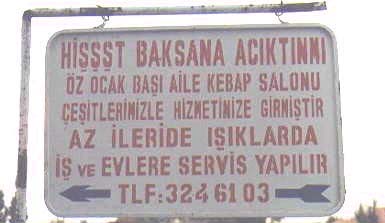 HİŞŞŞT BAKSANA ACIKTINMI
ÖZ OCAK BAŞI AİLE KEBAP SALONU
ÇEŞİTLERİMİZLE HİZMETİNİZE GİRMİŞTİR
AZ İLERİDE IŞIKLARDA
İŞ VE EVLERE SERVİS YAPILIR
TLF:324 61 03